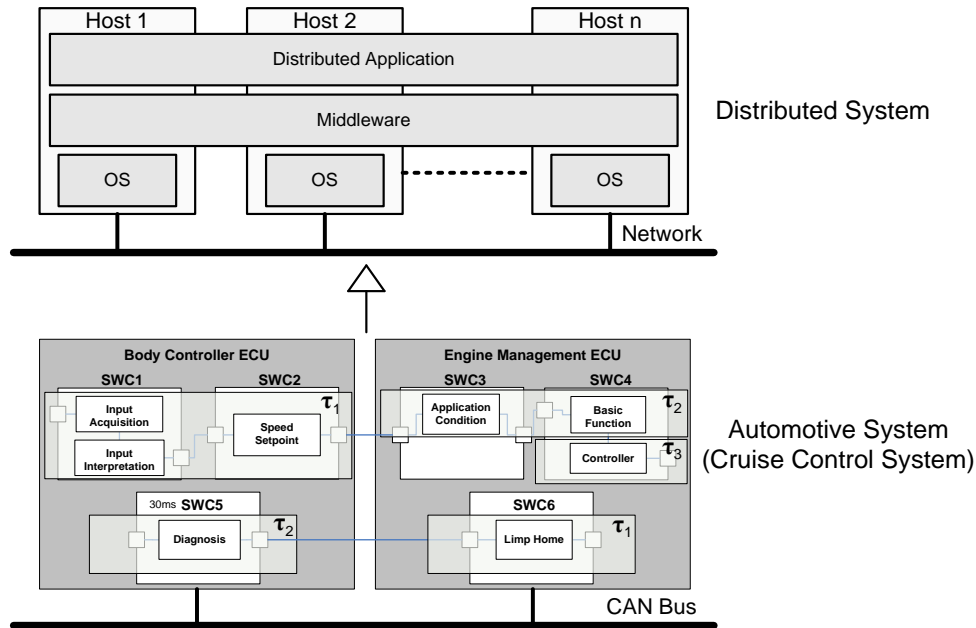 Host 1
Host 2
Host n
Distributed Application
Middleware
Distributed System
OS
OS
OS
Network
Body Controller ECU
Engine Management ECU
SWC1
SWC2
SWC3
SWC4
τ1
τ2
Input
Acquisition
Application
Condition
Basic
Function
Speed
Setpoint
Automotive System
(Cruise Control System)
Input
Interpretation
Controller
τ3
30ms
SWC5
SWC6
τ2
τ1
Diagnosis
Limp Home
CAN Bus